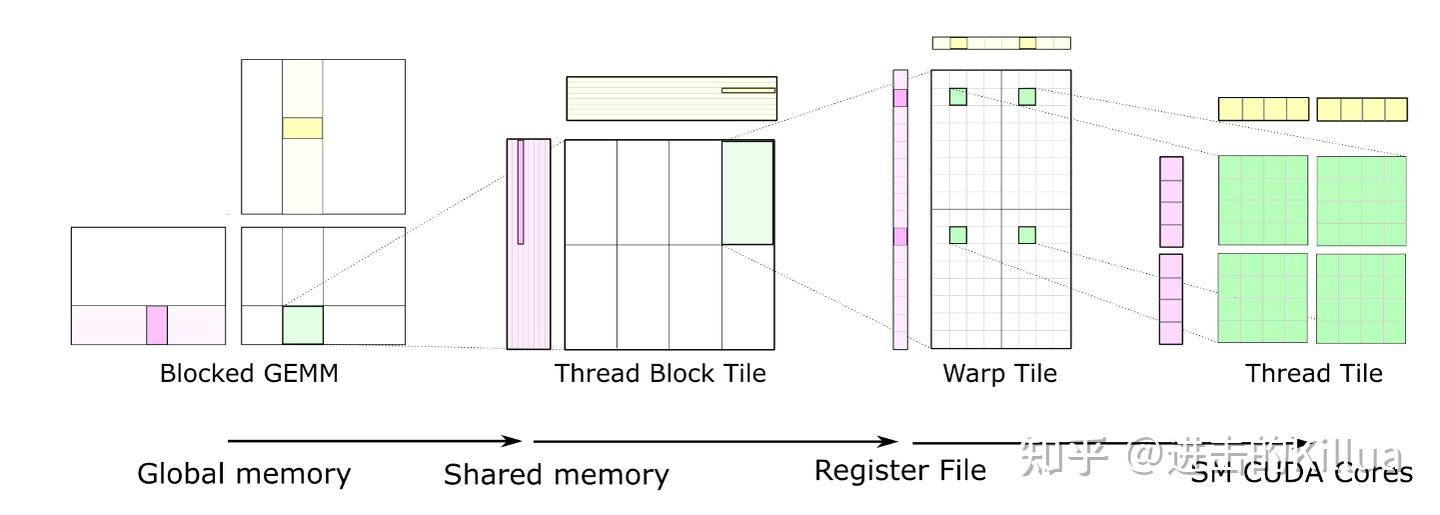 Blocked GEMM
Thread Block Tile
Warp Tile
Thread Tile
Global memory
Shared memory
Register File
SM CUDA Cores
知乎 @进击的Killua